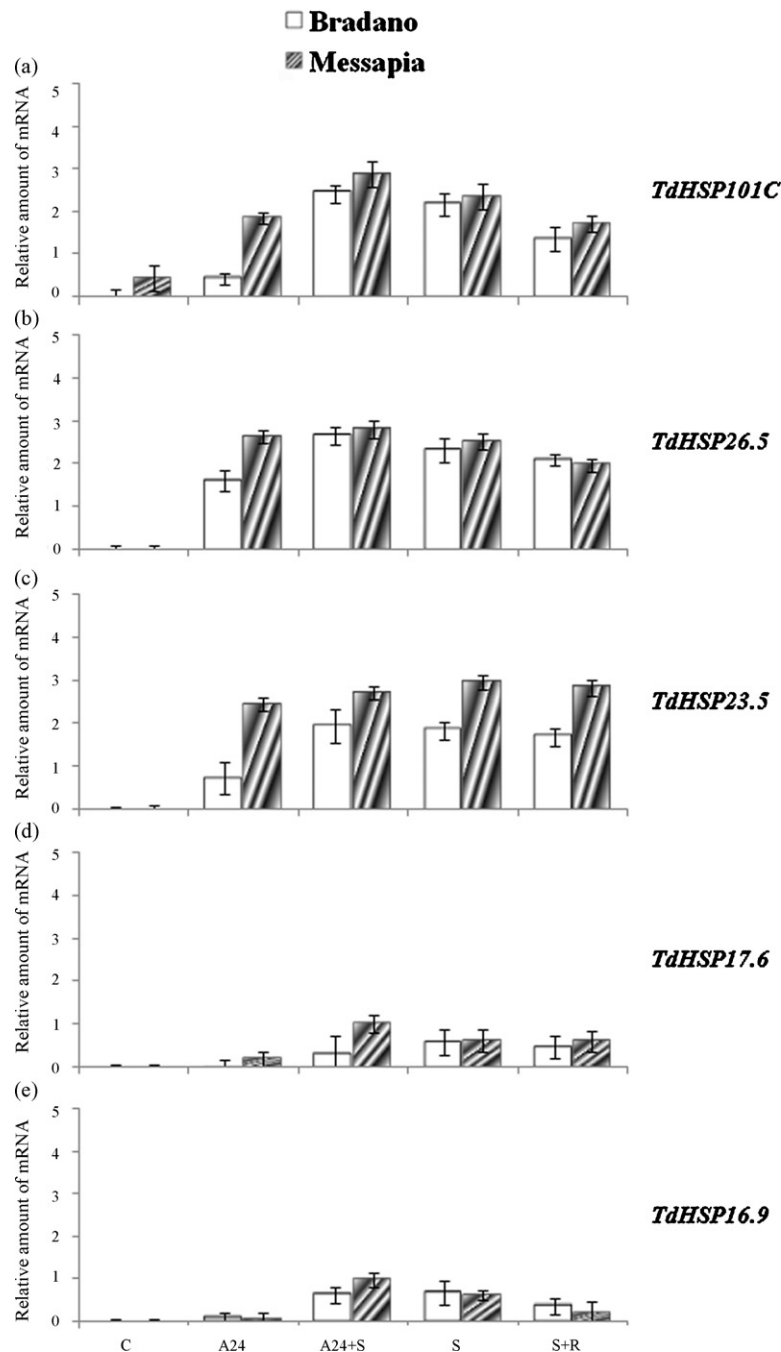 Bradano
Messapia
(a)
Relative amount of mRNA
5
4
3
2
1
0
TdHSP101C
(b)
Relative amount of mRNA
5
4
3
2
1
0
TdHSP26.5
(c)
Relative amount of mRNA
5
4
3
2
1
0
TdHSP23.5
(d)
Relative amount of mRNA
5
4
3
2
1
0
TdHSP17.6
(e)
Relative amount of mRNA
5
4
3
2
1
0
TdHSP16.9
C A24 A24+S S S+R